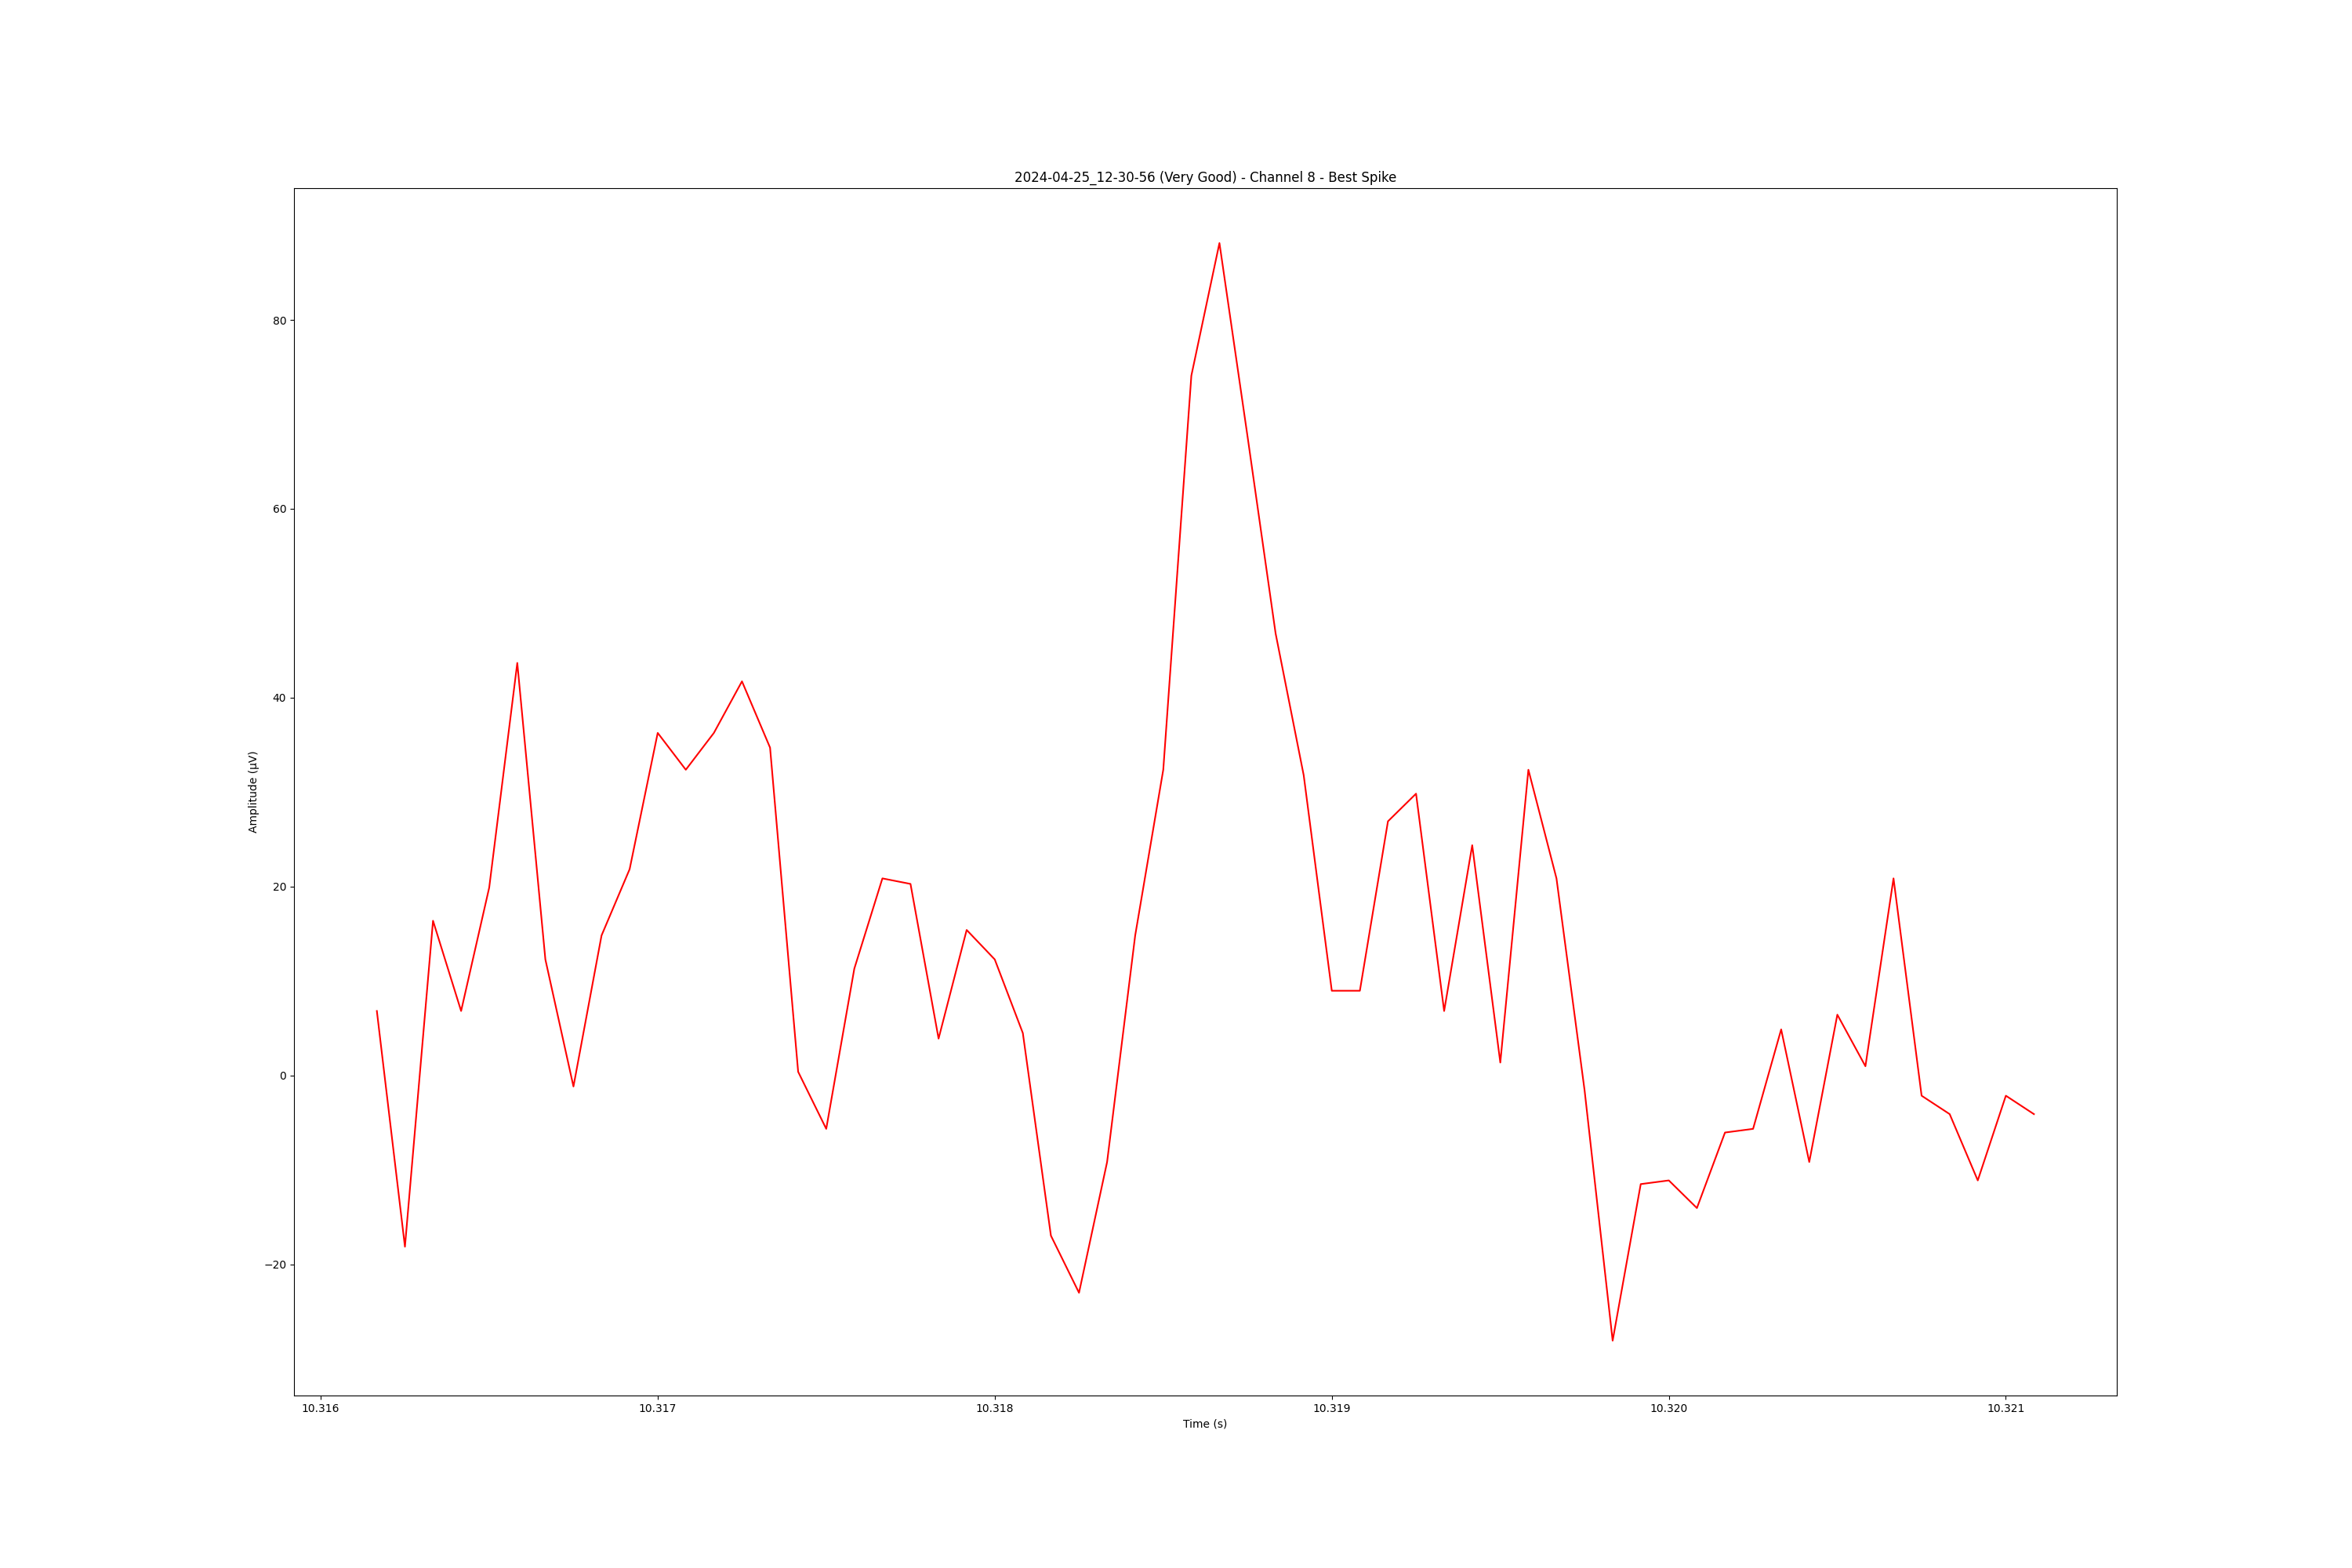 2024-04-25_12-30-56 (Very Good) - Channel 8 - Best Spike
80
60
40
20
0
−20
Amplitude (µV)
10.316 10.317 10.318 10.319 10.320 10.321
Time (s)